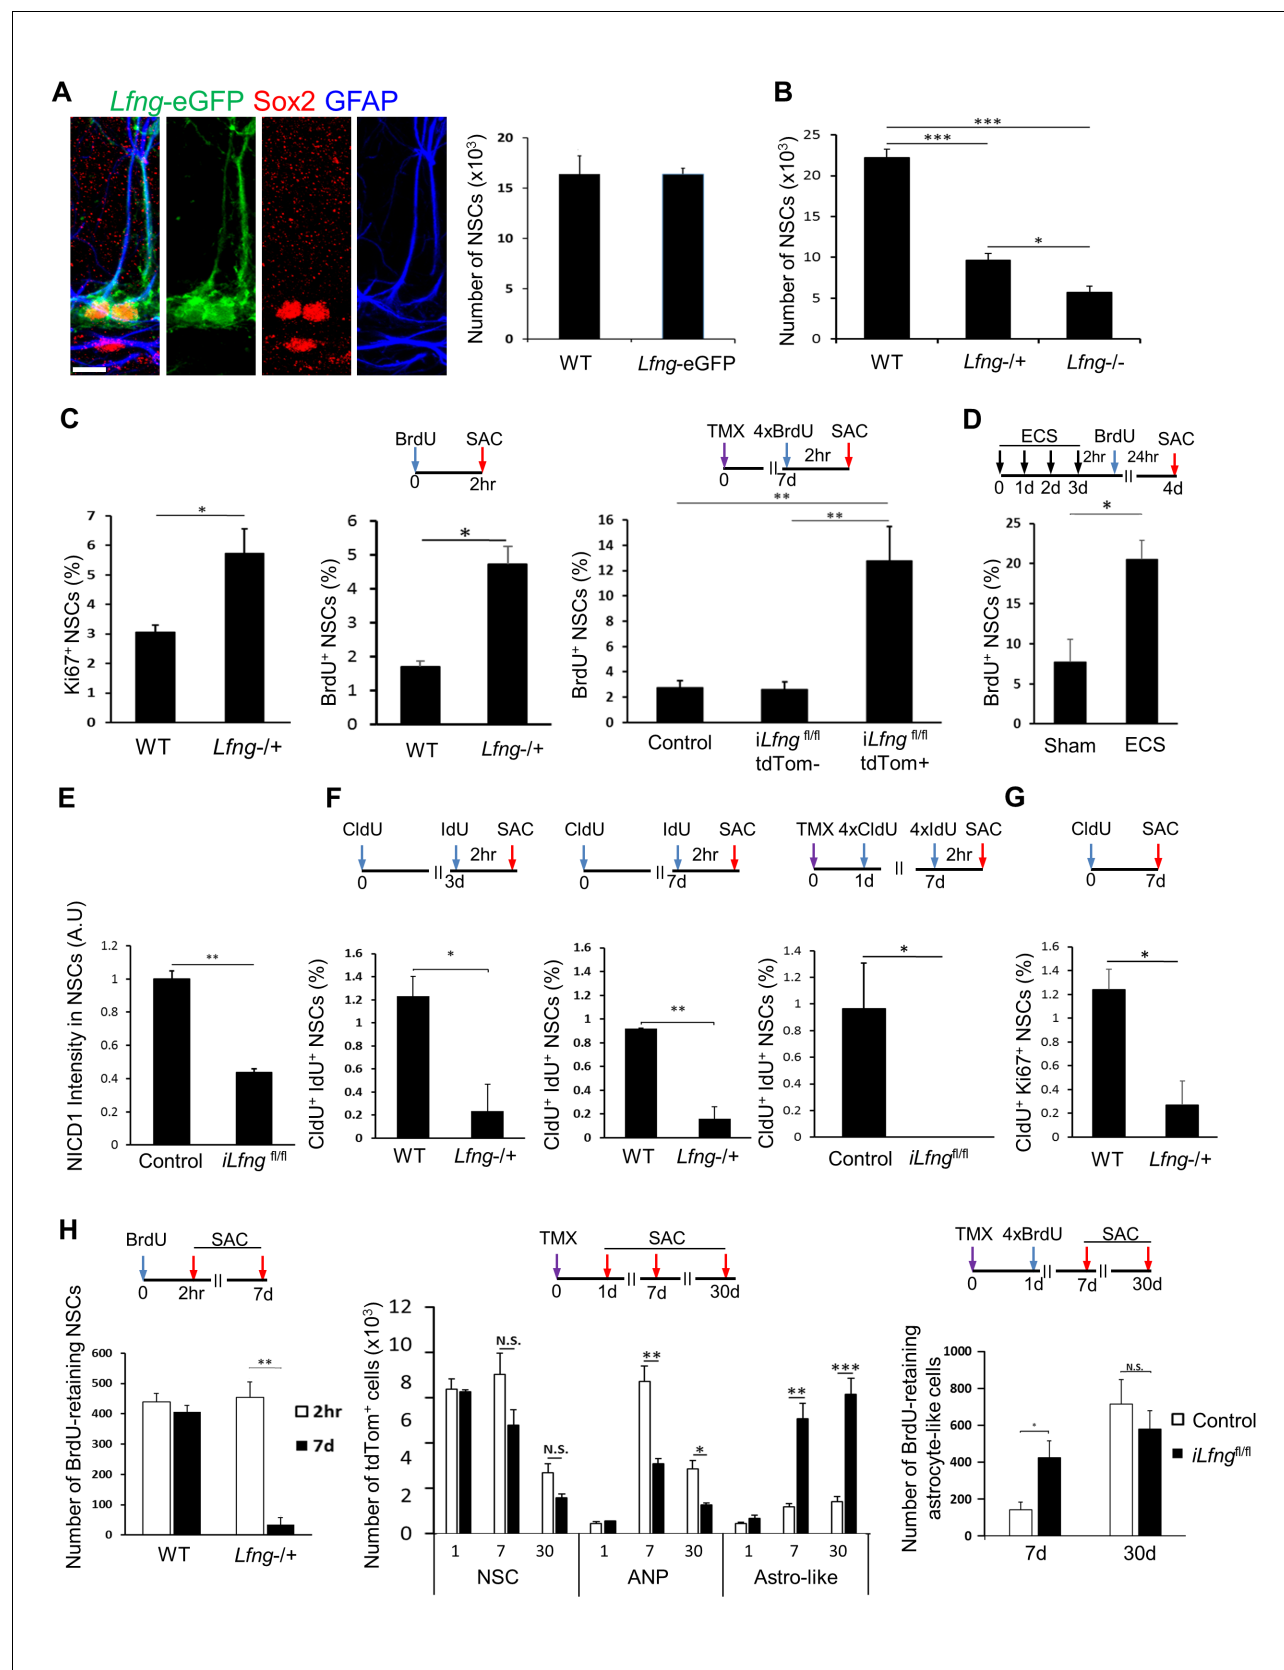 A
Lfng-eGFP Sox2 GFAP
Number of NSCs (x10³)
20
15
10
5
0
WT
Lfng-eGFP
B
Number of NSCs (x10³)
25
20
15
10
5
0
***
***
*
WT
Lfng-/+
Lfng-/-
C
Ki67⁺ NSCs (%)
7
6
5
4
3
2
1
0
*
WT
Lfng-/+
BrdU
SAC
0
2hr
BrdU⁺ NSCs (%)
6
5
4
3
2
1
0
*
WT
Lfng-/+
TMX 4xBrdU SAC
2hr
0
7d
BrdU⁺ NSCs (%)
16
14
12
10
8
6
4
2
0
**
**
Control
iLfng fl/fl
tdTom-
iLfng fl/fl
tdTom+
D
ECS
BrdU
SAC
2hr
24hr
0 1d 2d 3d
4d
BrdU⁺ NSCs (%)
25
20
15
10
5
0
*
Sham
ECS
E
NICD1 Intensity in NSCs (A.U)
1.2
1
0.8
0.6
0.4
0.2
0
**
Control
iLfng fl/fl
F
CldU
IdU
SAC
2hr
0
3d
CldU⁺ IdU⁺ NSCs (%)
1.6
1.4
1.2
1
0.8
0.6
0.4
0.2
0
*
WT
Lfng-/+
CldU
IdU
SAC
2hr
0
7d
CldU⁺ IdU⁺ NSCs (%)
1.6
1.4
1.2
1
0.8
0.6
0.4
0.2
0
**
WT
Lfng-/+
TMX 4xCldU 4xIdU SAC
2hr
0
1d
7d
CldU⁺ IdU⁺ NSCs (%)
1.4
1.2
1
0.8
0.6
0.4
0.2
0
*
Control
iLfngfl/fl
G
CldU
SAC
0
7d
CldU⁺ Ki67⁺ NSCs (%)
1.6
1.4
1.2
1
0.8
0.6
0.4
0.2
0
*
WT
Lfng-/+
H
BrdU
SAC
0
2hr
7d
Number of BrdU-retaining NSCs
600
500
400
300
200
100
0
**
2hr
7d
WT
Lfng-/+
TMX
SAC
0
1d
7d
30d
Number of tdTom⁺ cells (x10³)
12
10
8
6
4
2
0
N.S.
N.S.
**
*
**
***
1 7 30 1 7 30 1 7 30
NSC
ANP
Astro-like
TMX 4xBrdU SAC
0
1d
7d
30d
Number of BrdU-retaining
astrocyte-like cells
1000
800
600
400
200
0
*
N.S.
Control
iLfngfl/fl
7d
30d